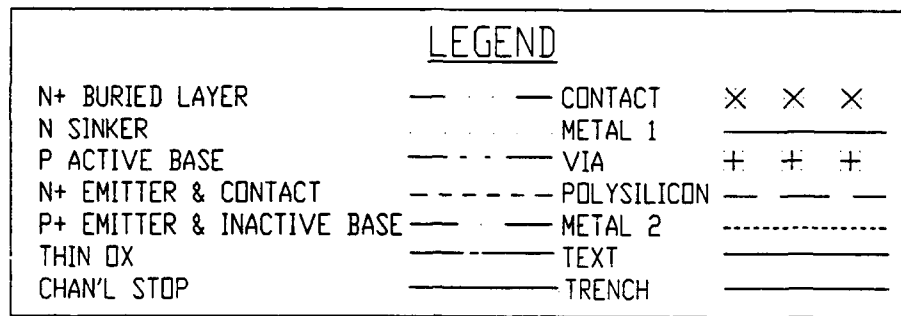 LEGEND
N+ BURIED LAYER CONTACT
N SINKER METAL 1
P ACTIVE BASE VIA
N+ EMITTER & CONTACT POLYSILICON
P+ EMITTER & INACTIVE BASE METAL 2
THIN OX TEXT
CHAN'L STOP TRENCH